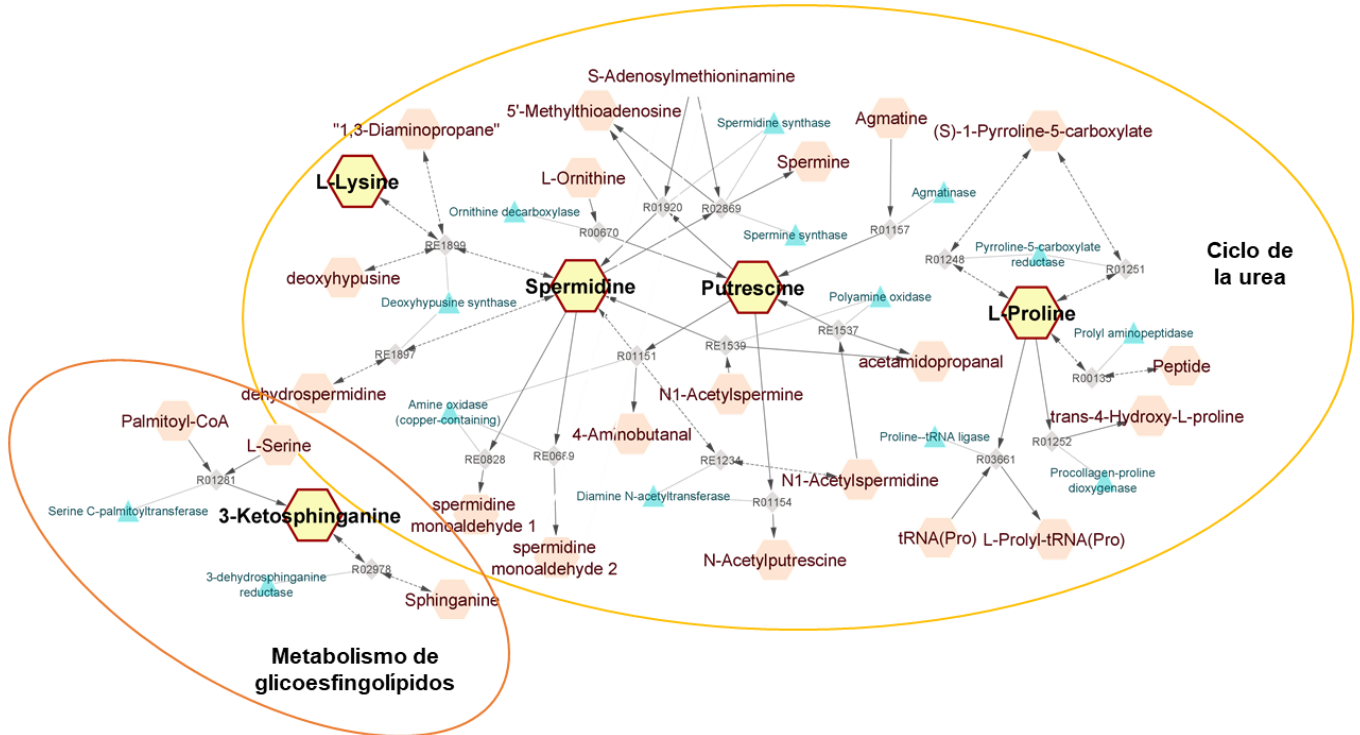 S-Adenosylmethioninamine
5'-Methylthioadenosine
Spermidine synthase
Agmatine
(S)-1-Pyrroline-5-carboxylate
"1,3-Diaminopropane"
Spermine
L-Lysine
L-Ornithine
Agmatinase
Ornithine decarboxylase
R01920
R02869
R00670
Spermine synthase
R01157
RE1899
Pyrroline-5-carboxylate
reductase
R01248
R01251
Ciclo de
la urea
deoxyhypusine
Spermidine
Putrescine
Deoxyhypusine synthase
Polyamine oxidase
L-Proline
RE1537
Prolyl aminopeptidase
RE1539
R01151
RE1897
acetamidopropanal
Peptide
R00135
dehydrospermidine
N1-Acetylspermine
Amine oxidase
(copper-containing)
Palmitoyl-CoA
trans-4-Hydroxy-L-proline
L-Serine
4-Aminobutanal
Proline--tRNA ligase
R01252
RE0828
RE0689
RE1234
R03661
R01281
N1-Acetylspermidine
Procollagen-proline
dioxygenase
Diamine N-acetyltransferase
R01154
Serine C-palmitoyltransferase
3-Ketosphinganine
spermidine
monoaldehyde 1
tRNA(Pro)
L-Prolyl-tRNA(Pro)
spermidine
monoaldehyde 2
N-Acetylputrescine
R02978
3-dehydrosphinganine
reductase
Sphinganine
Metabolismo de
glicoesfingolípidos